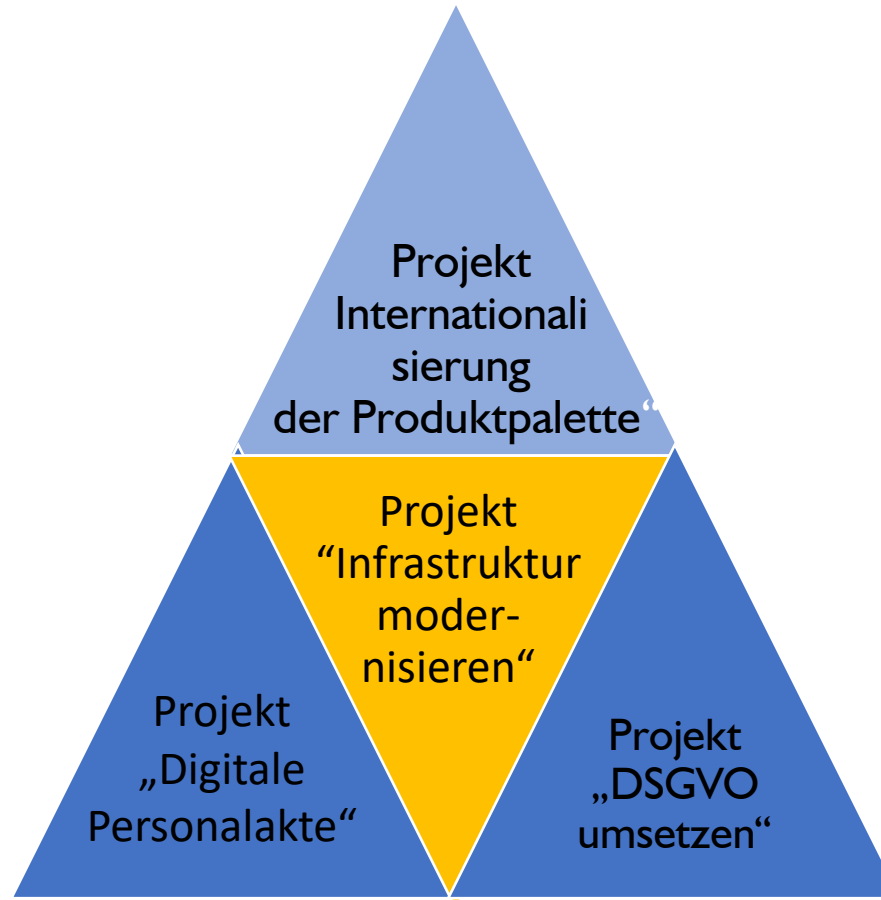 Projekt
Internationali
sierung
der Produktpalette“
Projekt
“Infrastruktur
moder-
nisieren“
Projekt
„Digitale
Personalakte“
Projekt
„DSGVO
umsetzen“